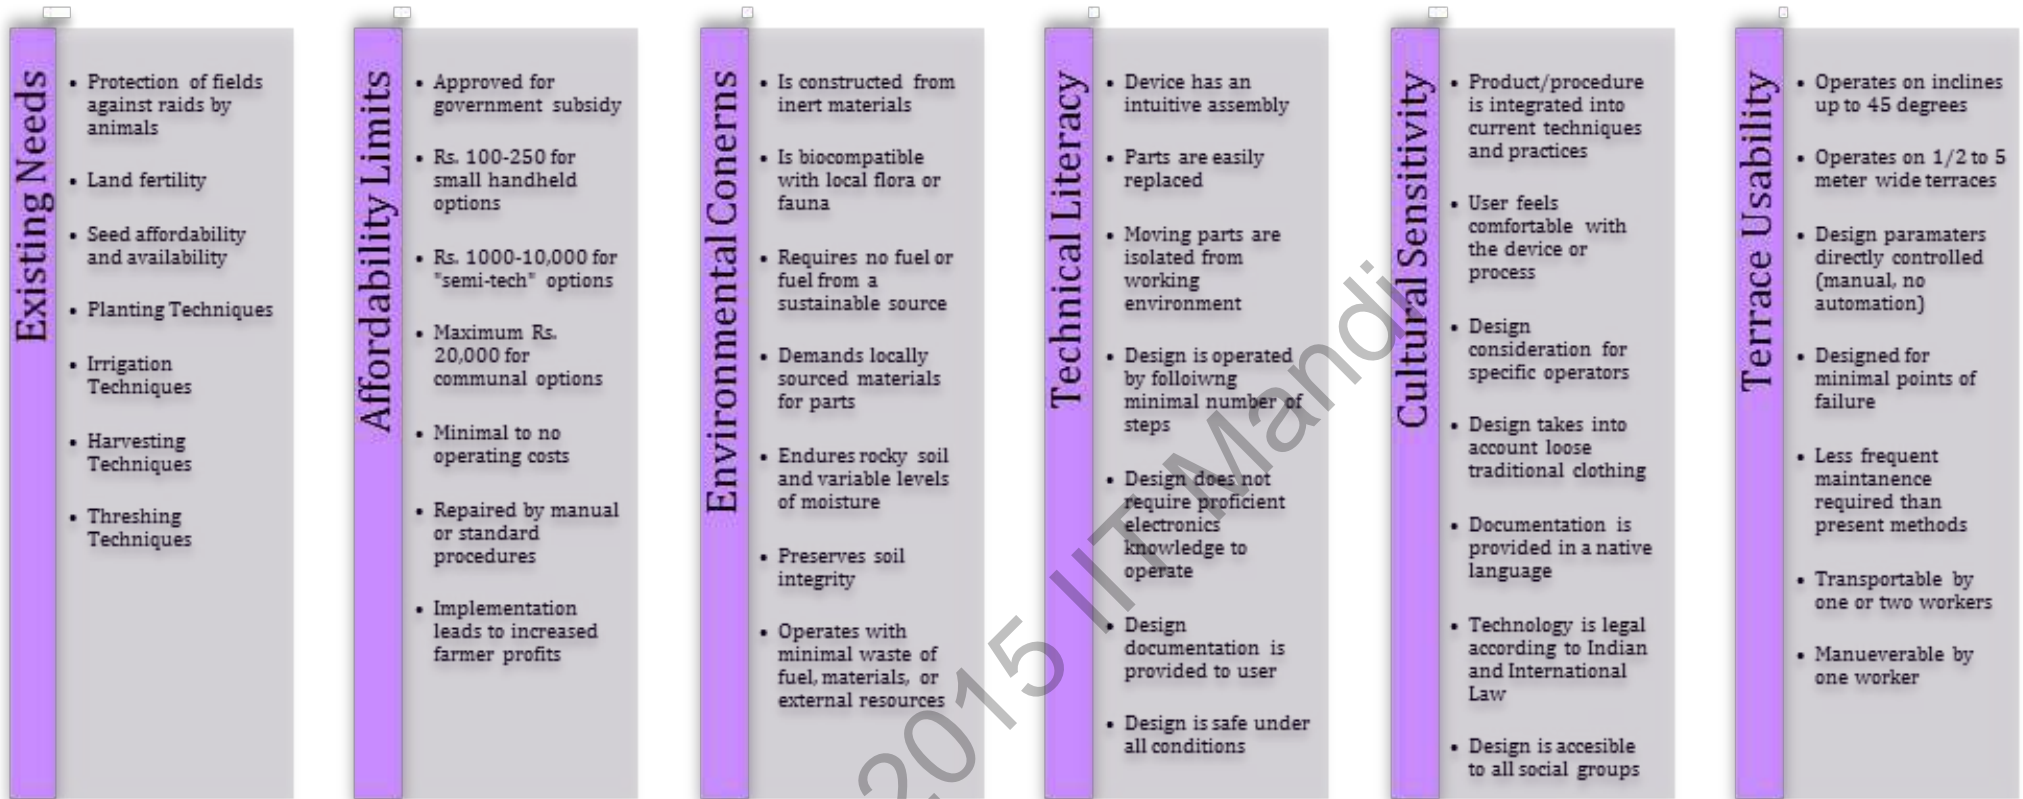 Existing Needs
• Protection of fields
against raids by
animals
• Land fertility
• Seed affordability
and availability
• Planting Techniques
• Irrigation
Techniques
• Harvesting
Techniques
• Threshing
Techniques
Affordability Limits
• Approved for
government subsidy
• Rs. 100-250 for
small handheld
options
• Rs. 1000-10,000 for
"semi-tech" options
• Maximum Rs.
20,000 for
communal options
• Minimal to no
operating costs
• Repaired by manual
or standard
procedures
• Implementation
leads to increased
farmer profits
Environmental Conerns
• Is constructed from
inert materials
• Is biocompatible
with local flora or
fauna
• Requires no fuel or
fuel from a
sustainable source
• Demands locally
sourced materials
for parts
• Endures rocky soil
and variable levels
of moisture
• Preserves soil
integrity
• Operates with
minimal waste of
fuel, materials, or
external resources
Technical Literacy
• Device has an
intuitive assembly
• Parts are easily
replaced
• Moving parts are
isolated from
working
environment
• Design is operated
by folloiwng
minimal number of
steps
• Design does not
require proficient
electronics
knowledge to
operate
• Design
documentation is
provided to user
• Design is safe under
all conditions
Cultural Sensitivity
• Product/procedure
is integrated into
current techniques
and practices
• User feels
comfortable with
the device or
process
• Design
consideration for
specific operators
• Design takes into
account loose
traditional clothing
• Documentation is
provided in a native
language
• Technology is legal
according to Indian
and International
Law
• Design is accesible
to all social groups
Terrace Usability
• Operates on inclines
up to 45 degrees
• Operates on 1/2 to 5
meter wide terraces
• Design paramaters
directly controlled
(manual, no
automation)
• Designed for
minimal points of
failure
• Less frequent
maintanence
required than
present methods
• Transportable by
one or two workers
• Manueverable by
one worker
2015 IIT Mandi